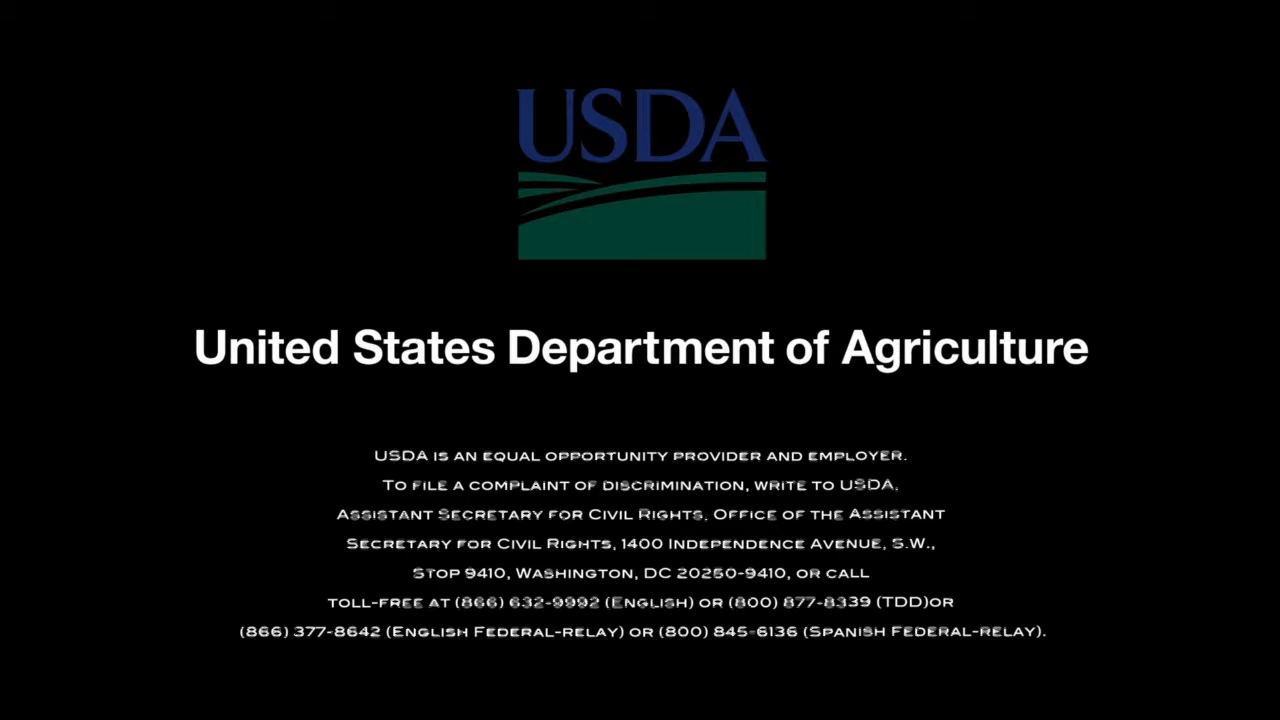 USDA
United States Department of Agriculture
USDA IS AN EQUAL OPPORTUNITY PROVIDER AND EMPLOYER.
TO FILE A COMPLAINT OF DISCRIMINATION, WRITE TO USDA,
ASSISTANT SECRETARY FOR CIVIL RIGHTS, OFFICE OF THE ASSISTANT
SECRETARY FOR CIVIL RIGHTS, 1400 INDEPENDENCE AVENUE, S.W.,
STOP 9410, WASHINGTON, DC 20250-9410, OR CALL
TOLL-FREE AT (866) 632-9992 (ENGLISH) OR (800) 877-8339 (TDD)OR
(866) 377-8642 (ENGLISH FEDERAL-RELAY) OR (800) 845-6136 (SPANISH FEDERAL-RELAY).